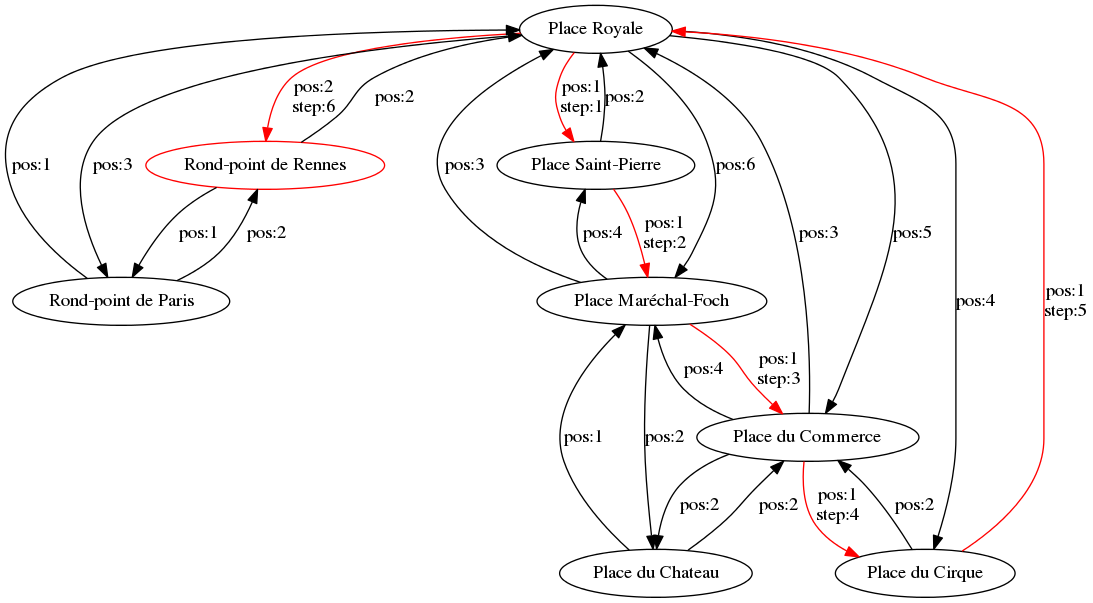 Place Royale
pos:2
step:6
pos:2
pos:1
step:1
pos:2
pos:1
pos:3
Rond-point de Rennes
pos:3
Place Saint-Pierre
pos:6
pos:1
pos:2
pos:4
pos:1
step:2
pos:3
pos:5
Rond-point de Paris
Place Maréchal-Foch
pos:4
pos:1
step:5
pos:4
pos:1
step:3
pos:1
pos:2
Place du Commerce
pos:2
pos:2
pos:1
step:4
pos:2
Place du Chateau
Place du Cirque